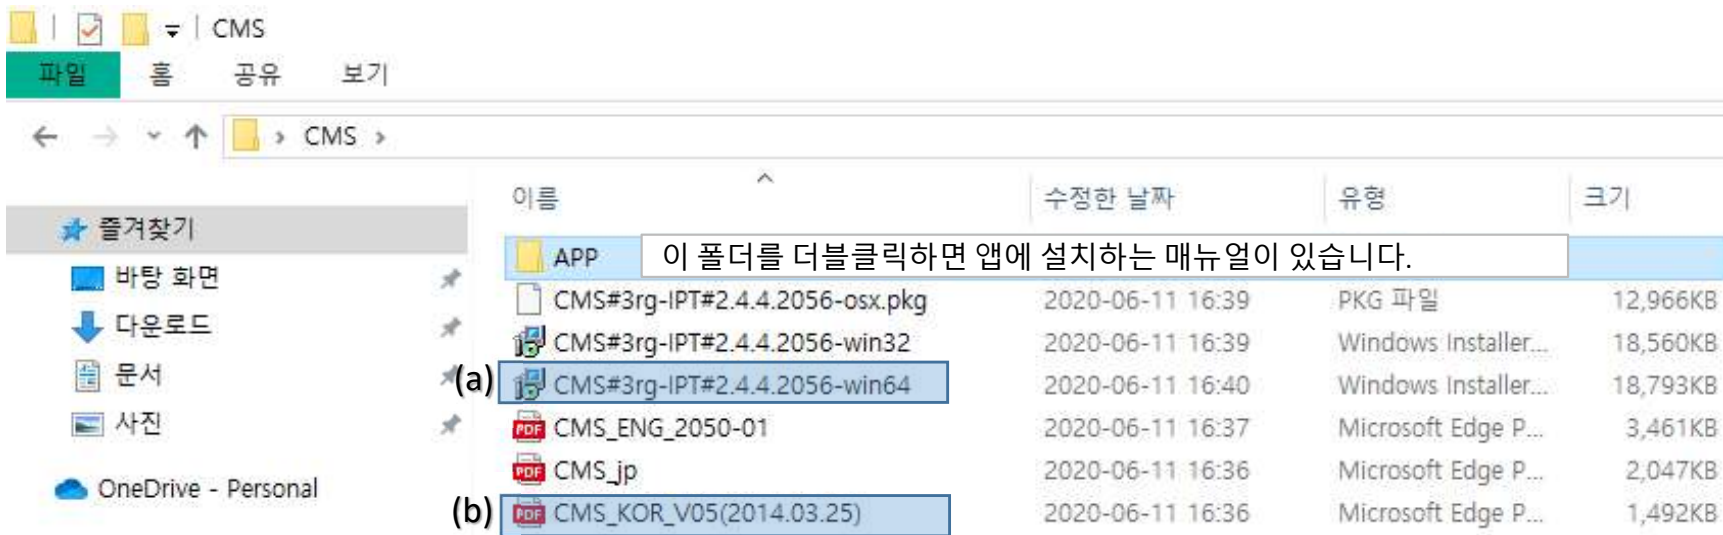 CMS
파일 홈 공유 보기
CMS
이름 수정한 날짜 유형 크기
즐겨찾기
APP 이 폴더를 더블클릭하면 앱에 설치하는 매뉴얼이 있습니다.
바탕 화면
CMS#3rg-IPT#2.4.4.2056-osx.pkg 2020-06-11 16:39 PKG 파일 12,966KB
다운로드
CMS#3rg-IPT#2.4.4.2056-win32 2020-06-11 16:39 Windows Installer... 18,560KB
문서
(a) CMS#3rg-IPT#2.4.4.2056-win64 2020-06-11 16:40 Windows Installer... 18,793KB
사진
CMS_ENG_2050-01 2020-06-11 16:37 Microsoft Edge P... 3,461KB
CMS_jp 2020-06-11 16:36 Microsoft Edge P... 2,047KB
OneDrive - Personal
(b) CMS_KOR_V05(2014.03.25) 2020-06-11 16:36 Microsoft Edge P... 1,492KB